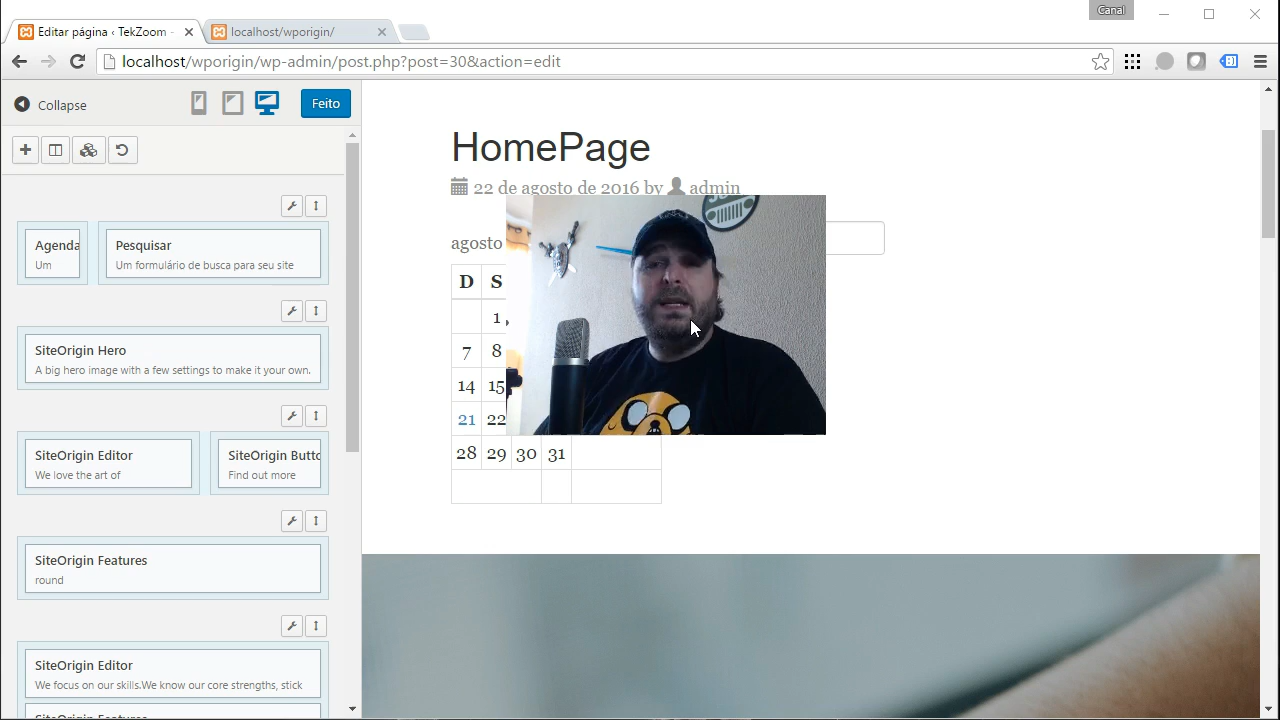 Canal
Editar página ‹ TekZoom -
localhost/wporigin/
localhost/wporigin/wp-admin/post.php?post=30&action=edit
Collapse
Feito
HomePage
22 de agosto de 2016 by admin
Agenda
Um
Pesquisar
Um formulário de busca para seu site
agosto
D S
1
7 8
14 15
21 22
28 29 30 31
SiteOrigin Hero
A big hero image with a few settings to make it your own.
SiteOrigin Editor
We love the art of
SiteOrigin Butto
Find out more
SiteOrigin Features
round
SiteOrigin Editor
We focus on our skills.We know our core strengths, stick
SiteOrigin Features